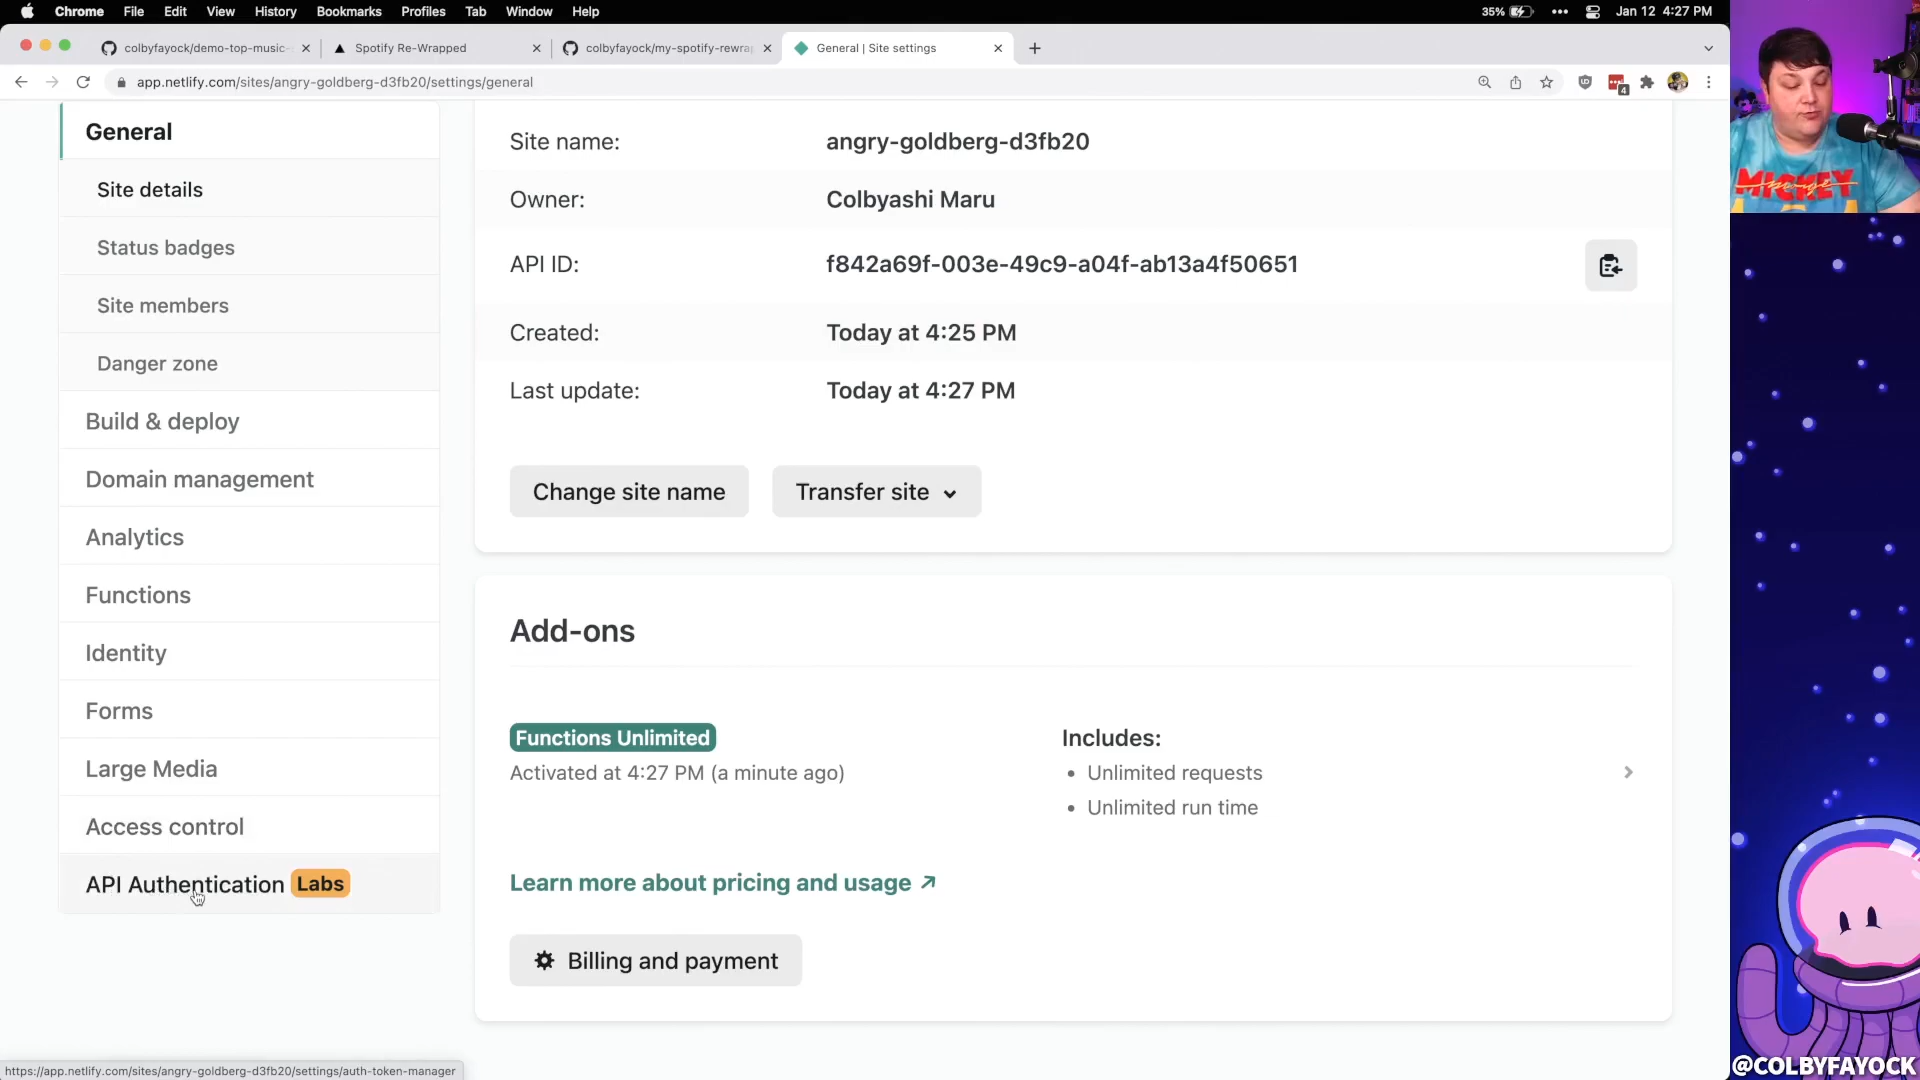 Chrome File Edit View History Bookmarks Profiles Tab Window Help
35% Jan 12 4:27 PM
colbyfayock/demo-top-music-
Spotify Re-Wrapped
colbyfayock/my-spotify-rewrap
General | Site settings
app.netlify.com/sites/angry-goldberg-d3fb20/settings/general
4
General
Site details
Status badges
Site members
Danger zone
Build & deploy
Domain management
Analytics
Functions
Identity
Forms
Large Media
Access control
API Authentication Labs
Site name: angry-goldberg-d3fb20
Owner: Colbyashi Maru
API ID: f842a69f-003e-49c9-a04f-ab13a4f50651
Created: Today at 4:25 PM
Last update: Today at 4:27 PM
Change site name
Transfer site
Add-ons
Functions Unlimited
Activated at 4:27 PM (a minute ago)
Includes:
• Unlimited requests
• Unlimited run time
Learn more about pricing and usage
Billing and payment
https://app.netlify.com/sites/angry-goldberg-d3fb20/settings/auth-token-manager
MICKEY
@COLBYFAYOCK